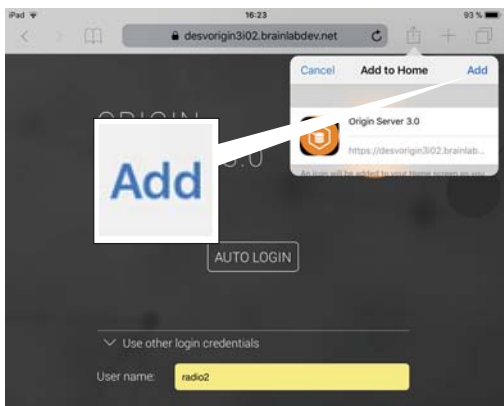 iPad
16:23
93 %
desvorigin3i02.brainlabdev.net
Cancel
Add to Home
Add
ORIGIN
3.0
Origin Server 3.0
https://desvorigin3i02.brainlab...
An icon will be added to your Home screen so you
Add
AUTO LOGIN
Use other login credentials
User name:
radio2